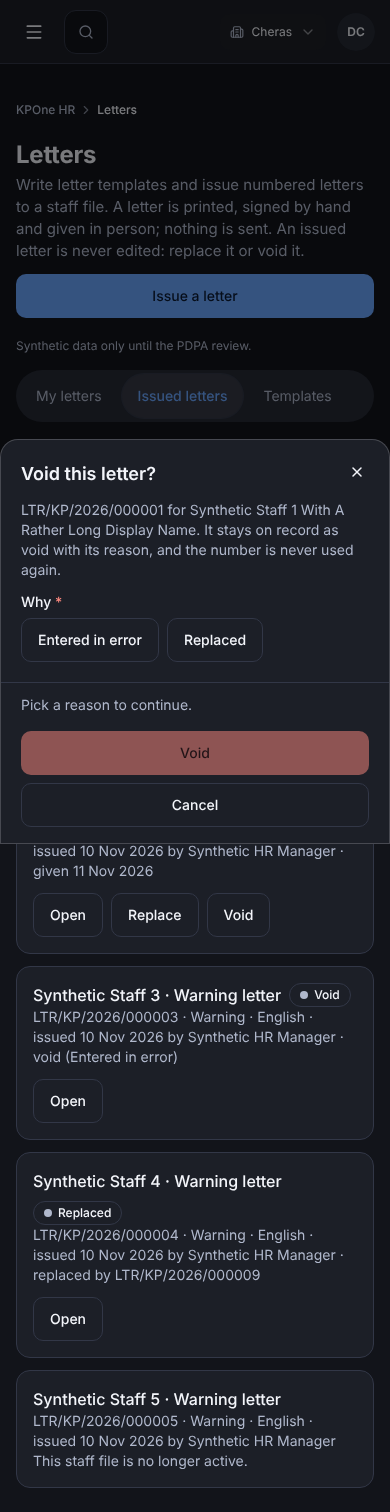 Cheras
DC
KPOne HR > Letters
Letters
Write letter templates and issue numbered letters
to a staff file. A letter is printed, signed by hand
and given in person; nothing is sent. An issued
letter is never edited: replace it or void it.
Issue a letter
Synthetic data only until the PDPA review.
My letters
Issued letters
Templates
Void this letter?
LTR/KP/2026/000001 for Synthetic Staff 1 With A
Rather Long Display Name. It stays on record as
void with its reason, and the number is never used
again.
Why *
Entered in error
Replaced
Pick a reason to continue.
Void
Cancel
issued 10 Nov 2026 by Synthetic HR Manager ·
given 11 Nov 2026
Open
Replace
Void
Synthetic Staff 3 · Warning letter
Void
LTR/KP/2026/000003 · Warning · English ·
issued 10 Nov 2026 by Synthetic HR Manager ·
void (Entered in error)
Open
Synthetic Staff 4 · Warning letter
Replaced
LTR/KP/2026/000004 · Warning · English ·
issued 10 Nov 2026 by Synthetic HR Manager ·
replaced by LTR/KP/2026/000009
Open
Synthetic Staff 5 · Warning letter
LTR/KP/2026/000005 · Warning · English ·
issued 10 Nov 2026 by Synthetic HR Manager
This staff file is no longer active.